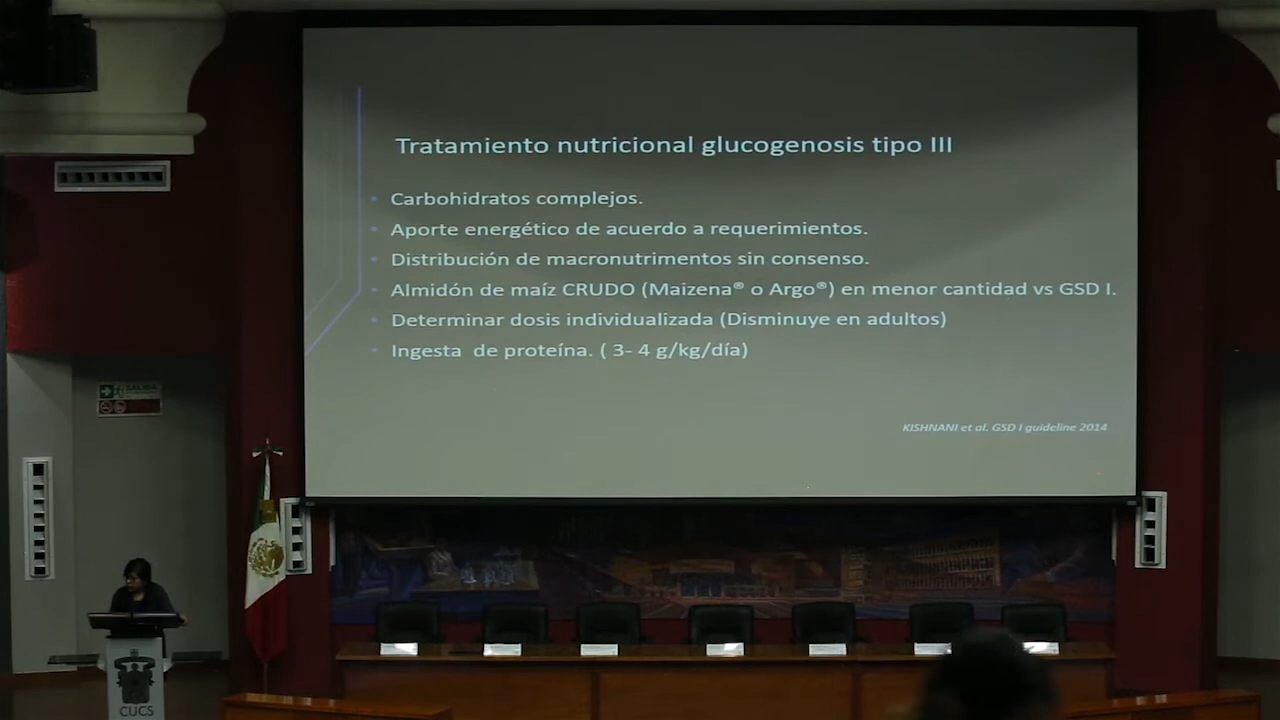 Tratamiento nutricional glucogenosis tipo III
Carbohidratos complejos.
Aporte energético de acuerdo a requerimientos.
Distribución de macronutrimentos sin consenso.
Almidón de maíz CRUDO (Maizena® o Argo®) en menor cantidad vs GSD I.
Determinar dosis individualizada (Disminuye en adultos)
Ingesta de proteína. ( 3- 4 g/kg/día)
KISHNANI et al. GSD I guideline 2014
SALIDA
CUCS